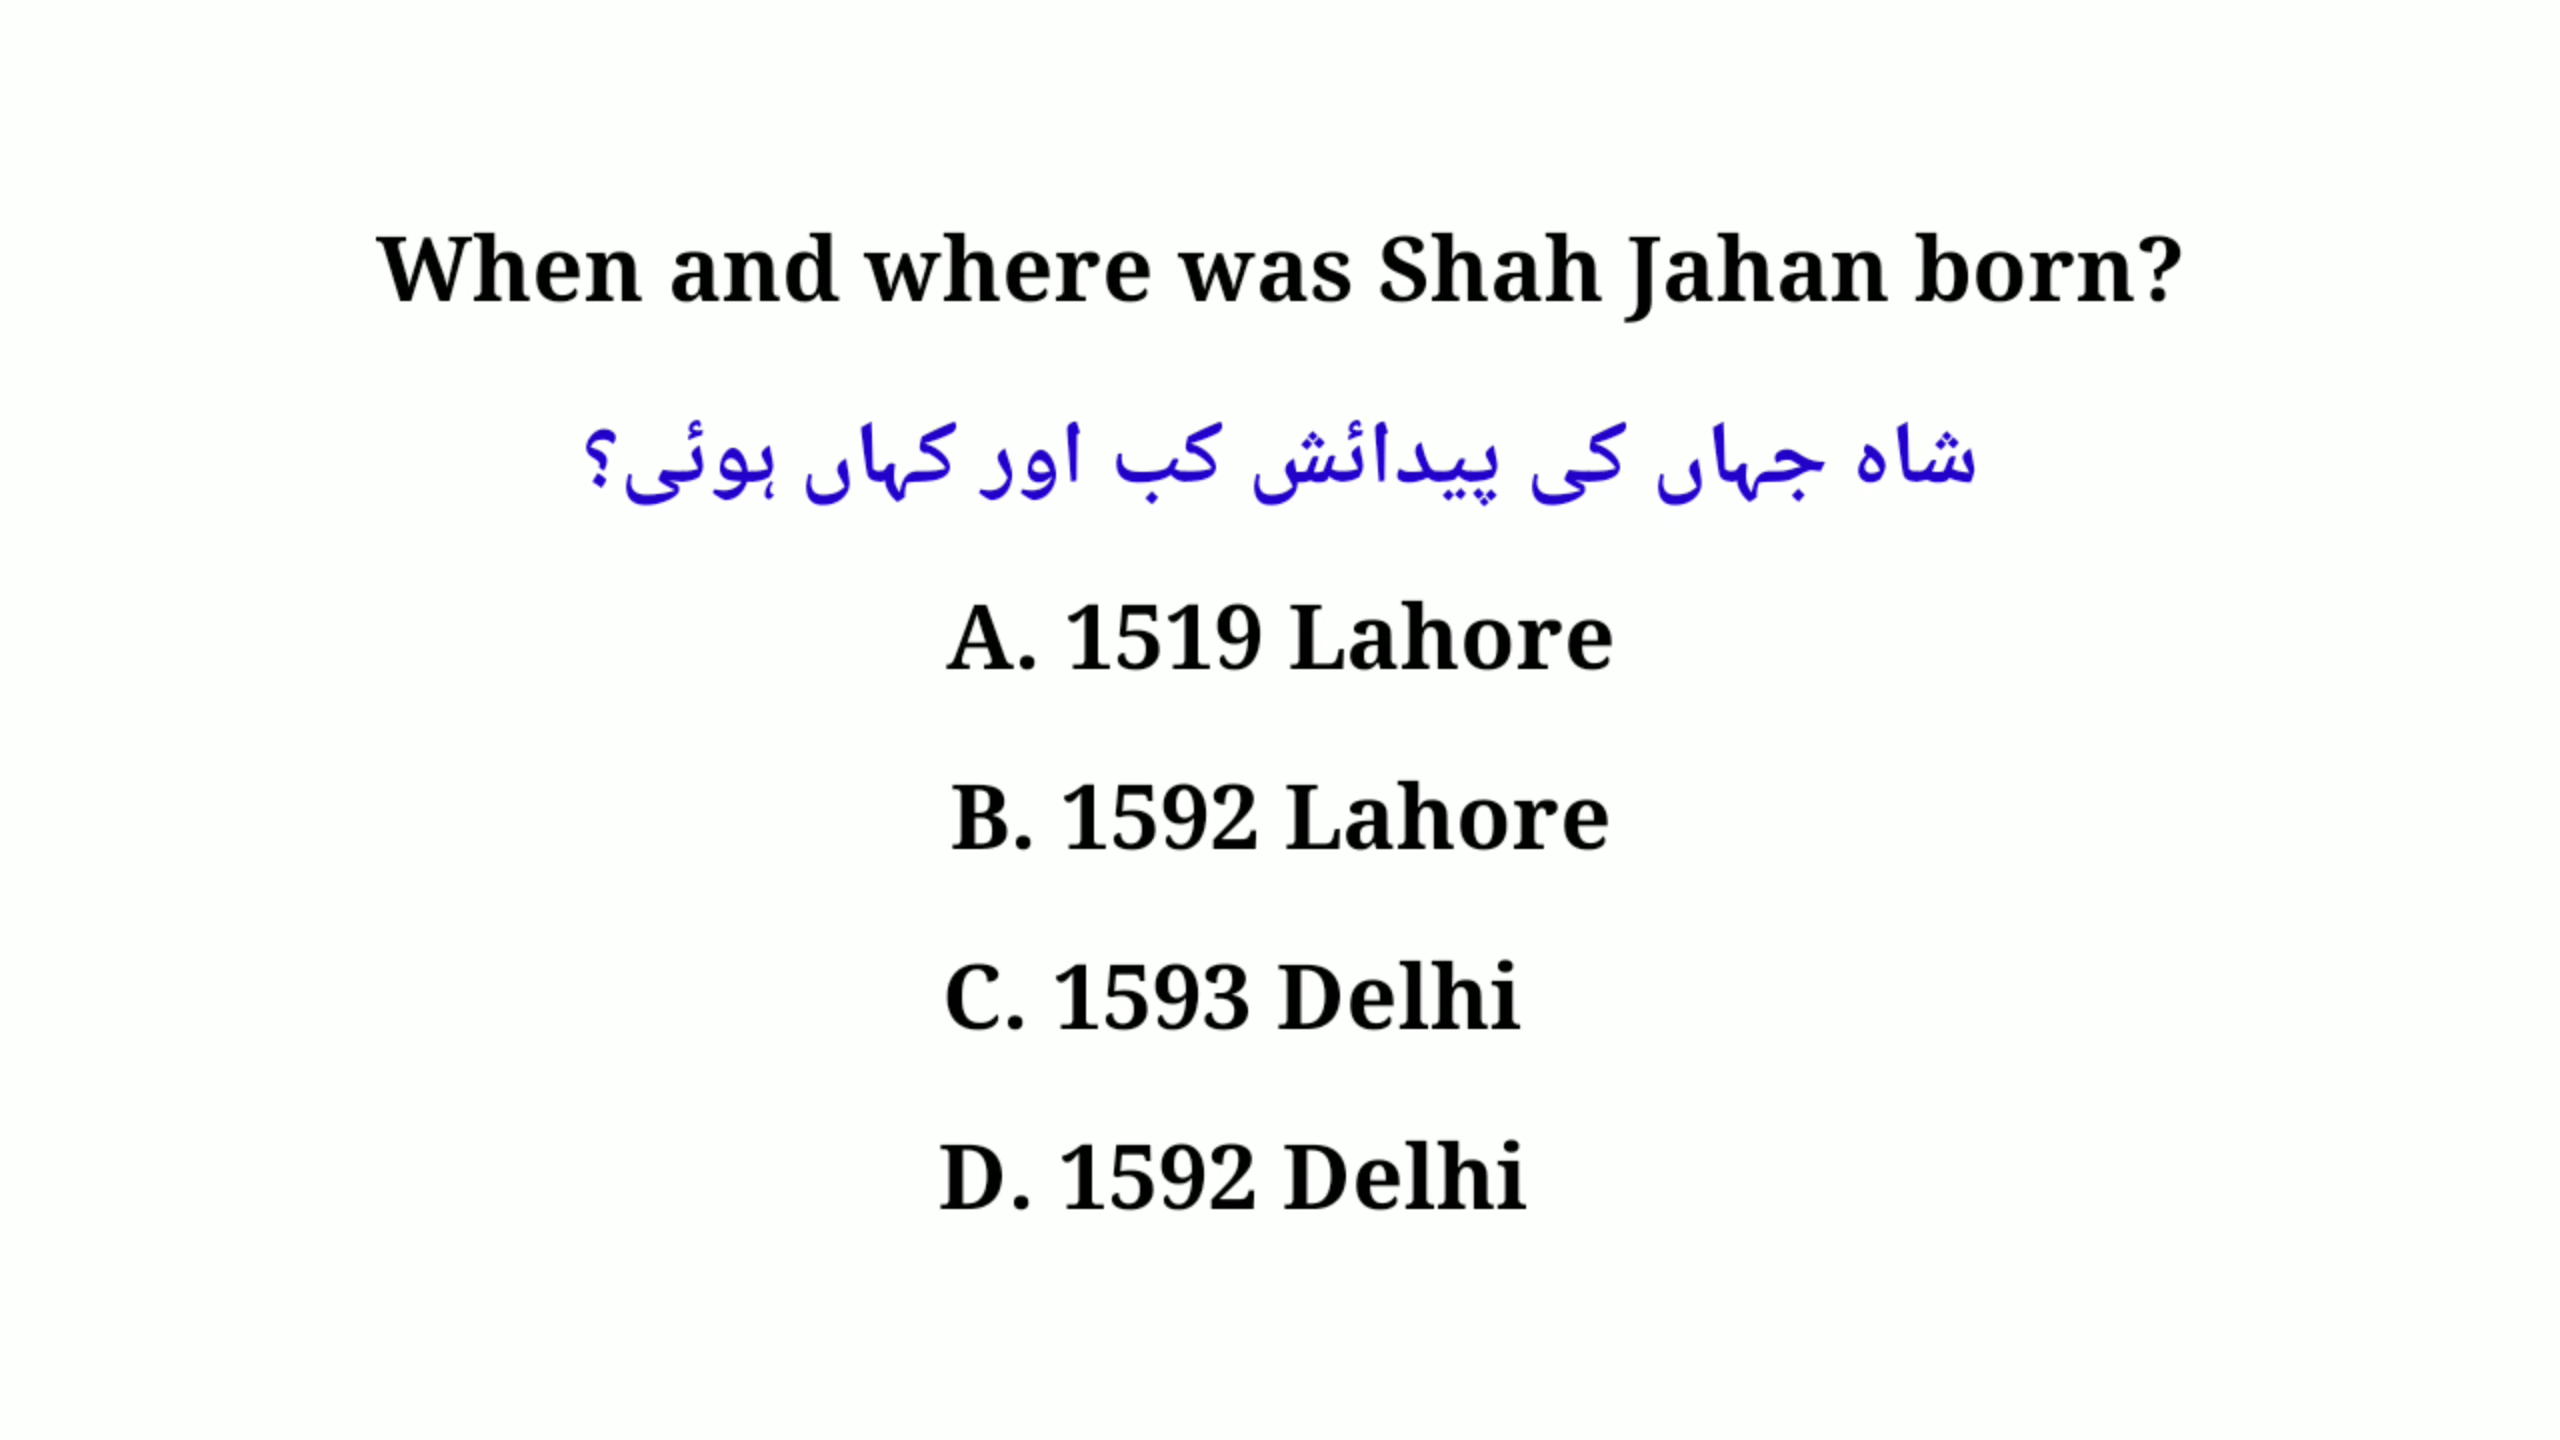 When and where was Shah Jahan born?
شاہ جہاں کی پیدائش کب اور کہاں ہوئی؟
A. 1519 Lahore
B. 1592 Lahore
C. 1593 Delhi
D. 1592 Delhi